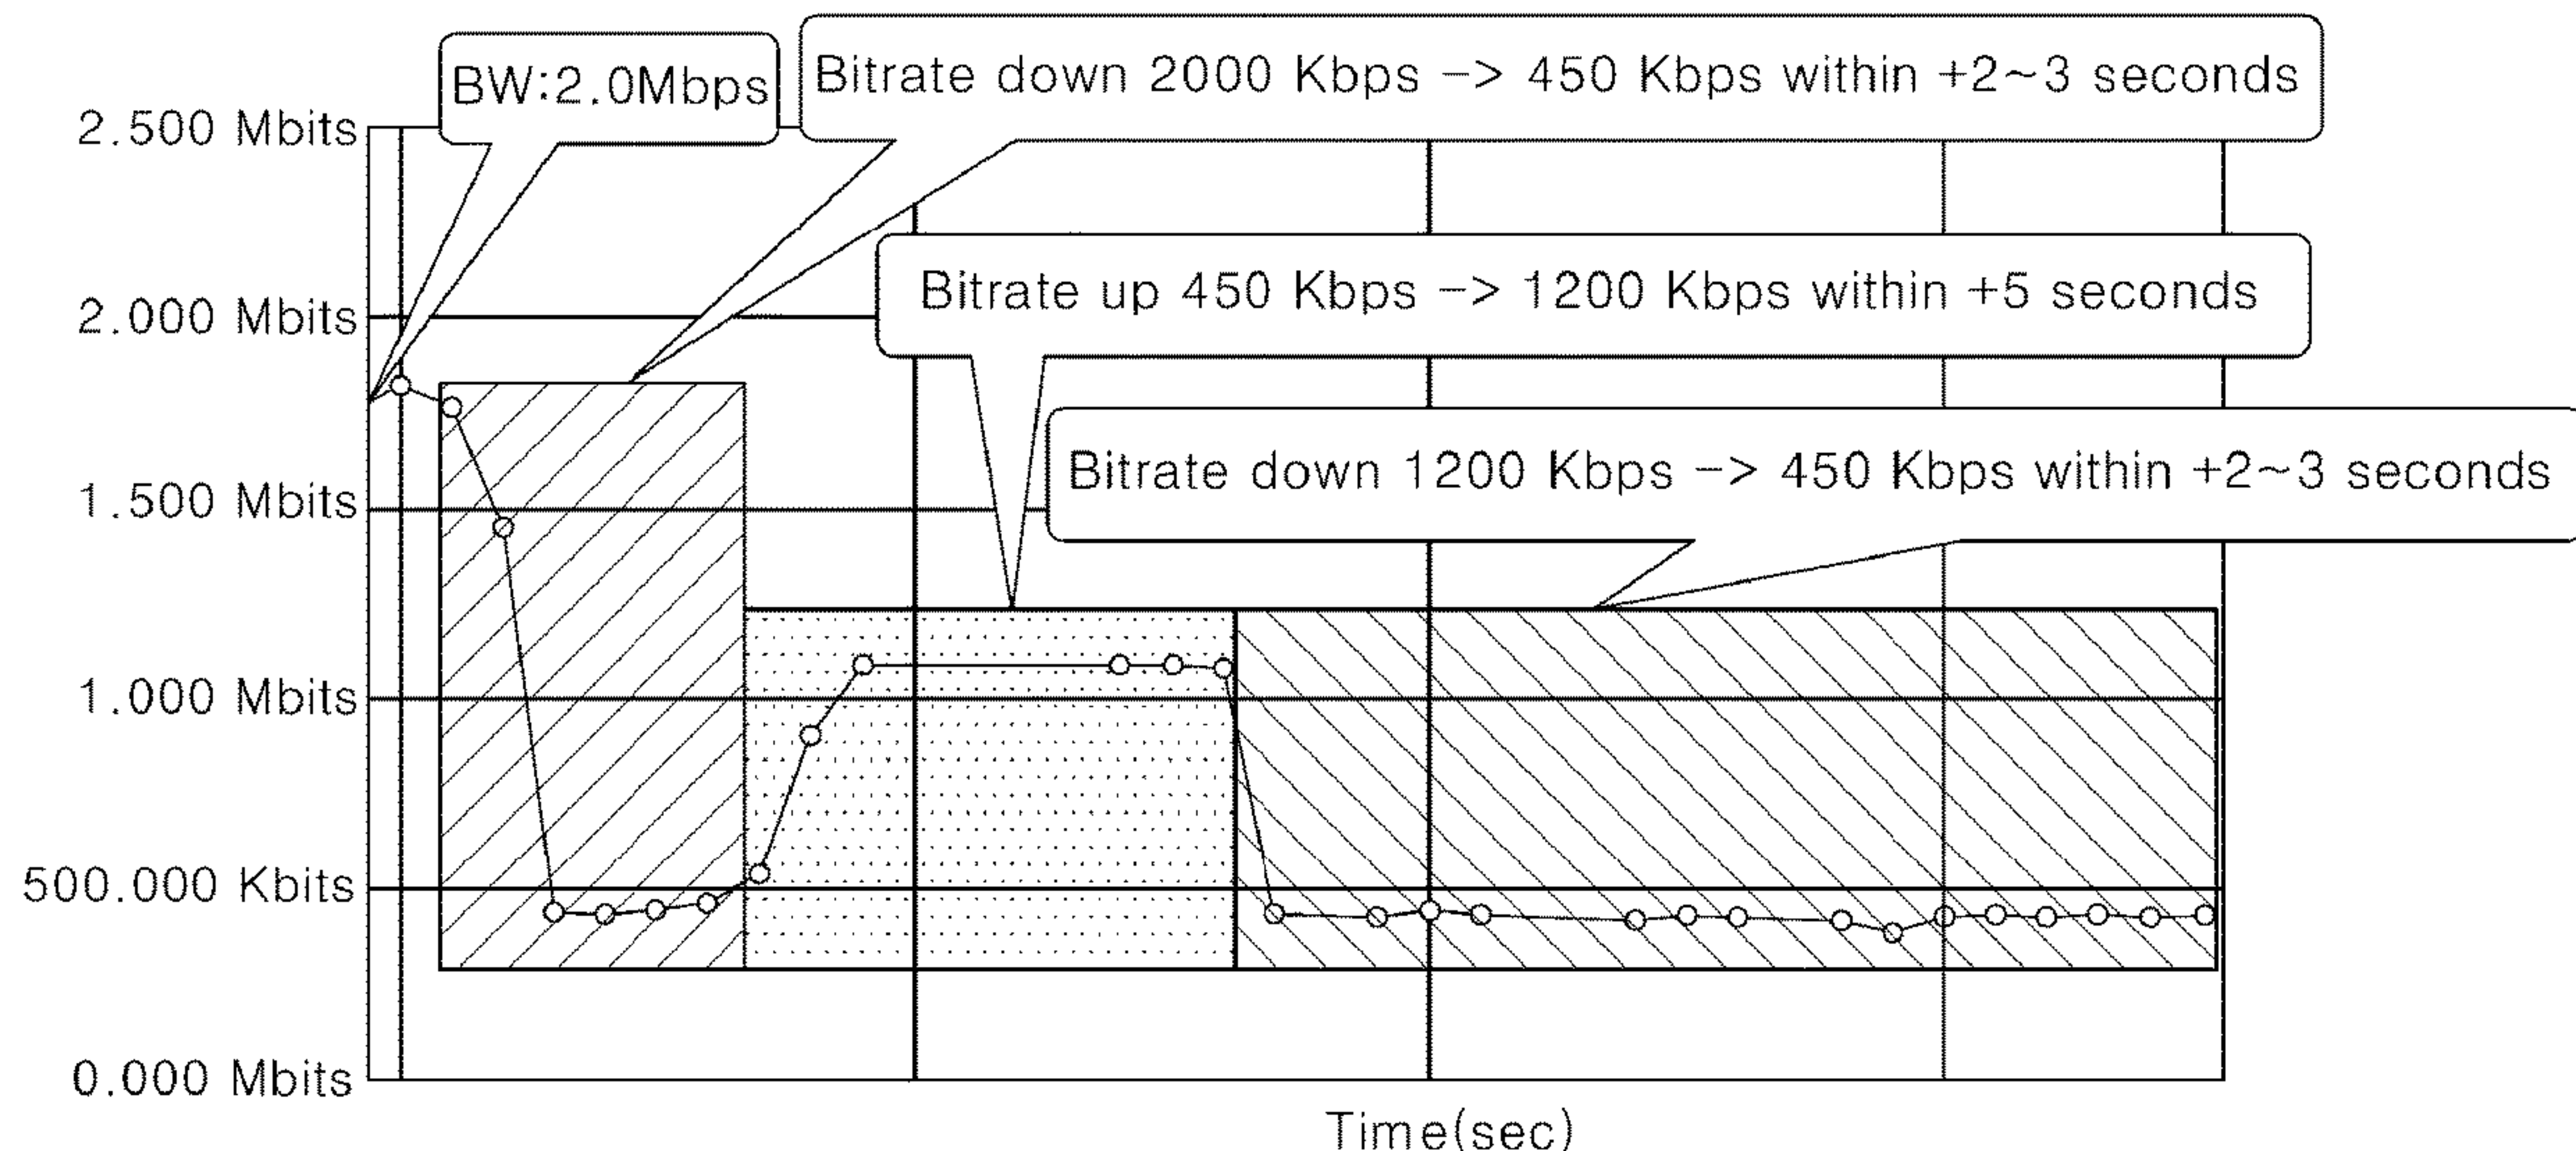 BW:2.0Mbps
Bitrate down 2000 Kbps -> 450 Kbps within +2~3 seconds
2.500 Mbits
Bitrate up 450 Kbps -> 1200 Kbps within +5 seconds
2.000 Mbits
Bitrate down 1200 Kbps -> 450 Kbps within +2~3 seconds
1.500 Mbits
1.000 Mbits
500.000 Kbits
0.000 Mbits
Time(sec)